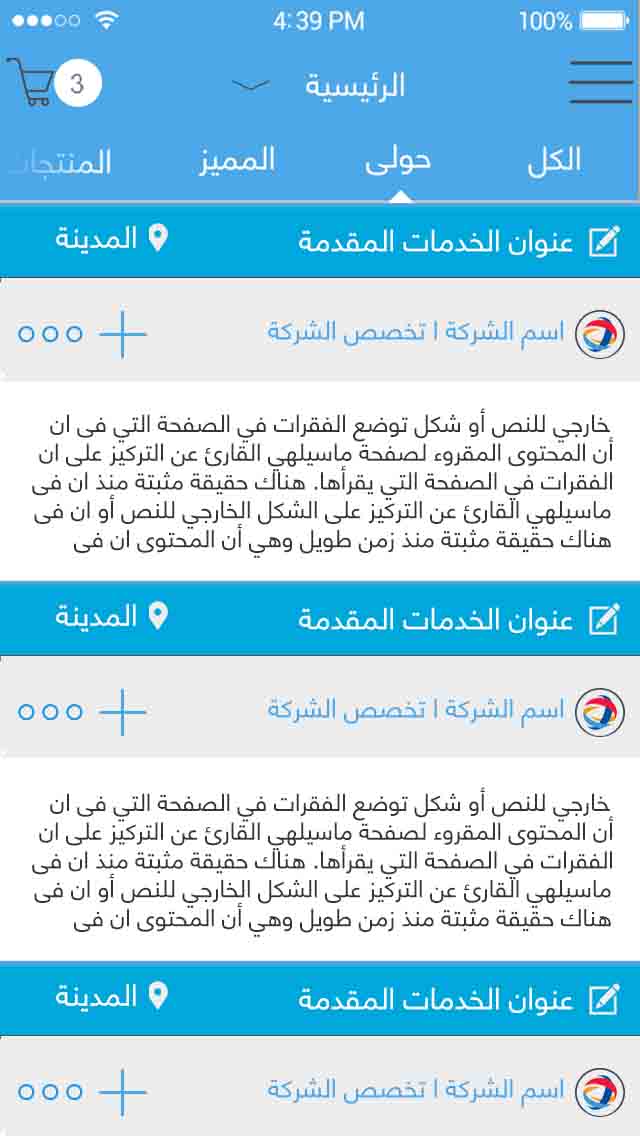 4:39 PM
100%
الرئيسية
3
الكل
حولى
المميز
المنتجات
عنوان الخدمات المقدمة
المدينة
اسم الشركة | تخصص الشركة
خارجي للنص أو شكل توضع الفقرات في الصفحة التي فى ان
أن المحتوى المقروء لصفحة ماسيلهي القارئ عن التركيز على ان
الفقرات في الصفحة التي يقرأها. هناك حقيقة مثبتة منذ ان فى
ماسيلهي القارئ عن التركيز على الشكل الخارجي للنص أو ان فى
هناك حقيقة مثبتة منذ زمن طويل وهي أن المحتوى ان فى
عنوان الخدمات المقدمة
المدينة
اسم الشركة | تخصص الشركة
خارجي للنص أو شكل توضع الفقرات في الصفحة التي فى ان
أن المحتوى المقروء لصفحة ماسيلهي القارئ عن التركيز على ان
الفقرات في الصفحة التي يقرأها. هناك حقيقة مثبتة منذ ان فى
ماسيلهي القارئ عن التركيز على الشكل الخارجي للنص أو ان فى
هناك حقيقة مثبتة منذ زمن طويل وهي أن المحتوى ان فى
عنوان الخدمات المقدمة
المدينة
اسم الشركة | تخصص الشركة